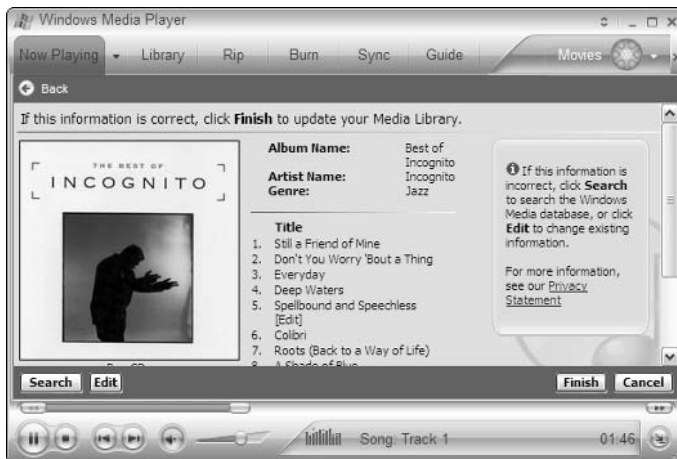 Windows Media Player
Now Playing Library Rip Burn Sync Guide Movies
Back
If this information is correct, click Finish to update your Media Library.
THE BEST OF
INCOGNITO
Album Name: Best of Incognito
Artist Name: Incognito
Genre: Jazz
Title
1. Still a Friend of Mine
2. Don't You Worry 'Bout a Thing
3. Everyday
4. Deep Waters
5. Spellbound and Speechless
[Edit]
6. Colibri
7. Roots (Back to a Way of Life)
8. A Shade of Blue
If this information is
incorrect, click Search
to search the Windows
Media database, or click
Edit to change existing
information.
For more information,
see our Privacy
Statement
Search Edit Finish Cancel
Song: Track 1 01:46